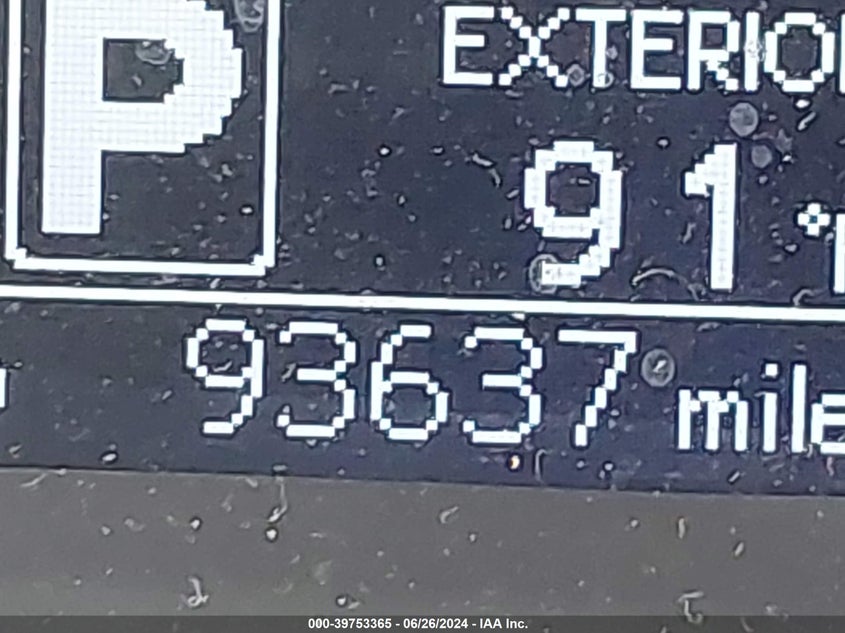 P
EXTERIO
91 °F
93637 mile
000-39753365 - 06/26/2024 - IAA Inc.